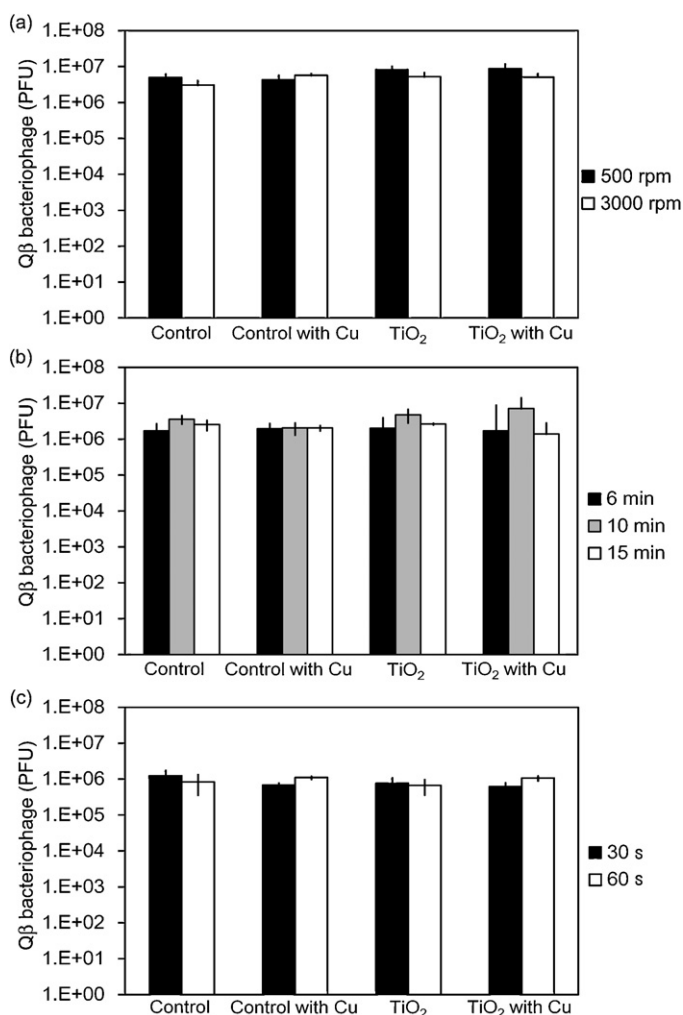 (a)
Qβ bacteriophage (PFU)
1.E+08
1.E+07
1.E+06
1.E+05
1.E+04
1.E+03
1.E+02
1.E+01
1.E+00
Control
Control with Cu
TiO₂
TiO₂ with Cu
500 rpm
3000 rpm
(b)
Qβ bacteriophage (PFU)
1.E+08
1.E+07
1.E+06
1.E+05
1.E+04
1.E+03
1.E+02
1.E+01
1.E+00
Control
Control with Cu
TiO₂
TiO₂ with Cu
6 min
10 min
15 min
(c)
Qβ bacteriophage (PFU)
1.E+08
1.E+07
1.E+06
1.E+05
1.E+04
1.E+03
1.E+02
1.E+01
1.E+00
Control
Control with Cu
TiO₂
TiO₂ with Cu
30 s
60 s